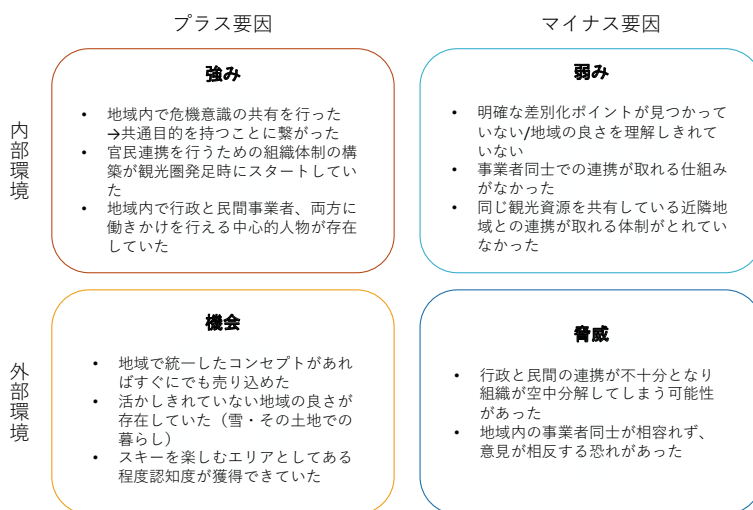 プラス要因
マイナス要因
内部環境
強み
• 地域内で危機意識の共有を行った
→共通目的を持つことに繋がった
• 官民連携を行うための組織体制の構
築が観光圏発足時にスタートしてい
た
• 地域内で行政と民間事業者、両方に
働きかけを行える中心的人物が存在
していた
弱み
• 明確な差別化ポイントが見つかって
いない/地域の良さを理解しきれて
いない
• 事業者同士での連携が取れる仕組み
がなかった
• 同じ観光資源を共有している近隣地
域との連携が取れる体制がとれてい
なかった
外部環境
機会
• 地域で統一したコンセプトがあれ
ばすぐにでも売り込めた
• 活かしきれていない地域の良さが
存在していた（雪・その土地での
暮らし）
• スキーを楽しむエリアとしてある
程度認知度が獲得できていた
脅威
• 行政と民間の連携が不十分となり
組織が空中分解してしまう可能性
があった
• 地域内の事業者同士が相容れず、
意見が相反する恐れがあった